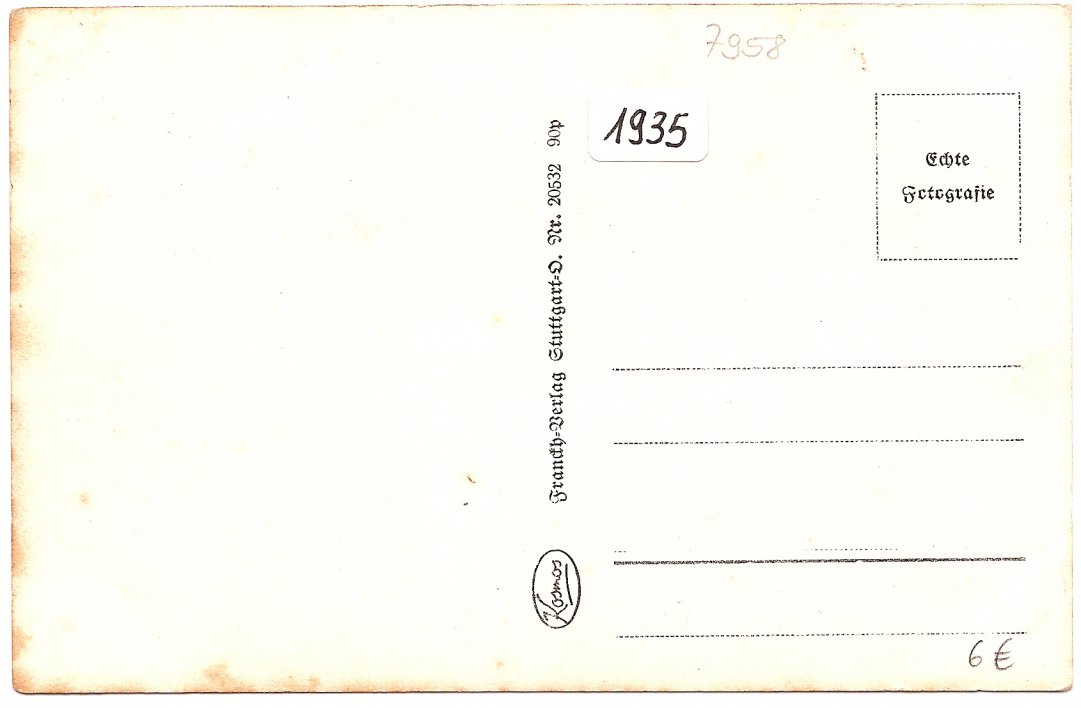 7958
1935
Echte
Fotografie
Franckh-Verlag Stuttgart-O. Nr. 20532 90p
Kosmos
6 €